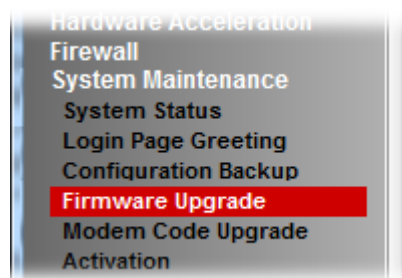 Hardware Acceleration
Firewall
System Maintenance
System Status
Login Page Greeting
Configuration Backup
Firmware Upgrade
Modem Code Upgrade
Activation